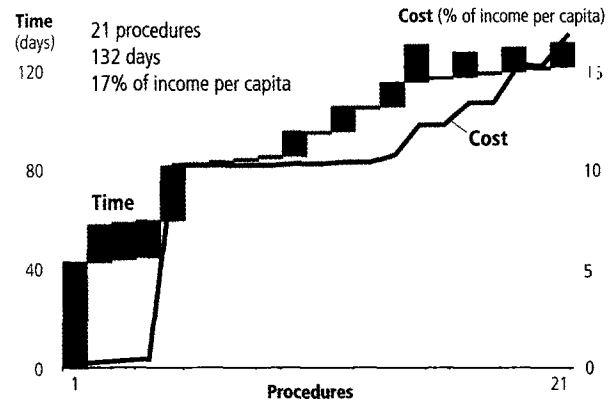 Time
(days)
Cost (% of income per capita)
21 procedures
132 days
17% of income per capita
120
15
Cost
80
10
Time
40
5
0
0
1
21
Procedures